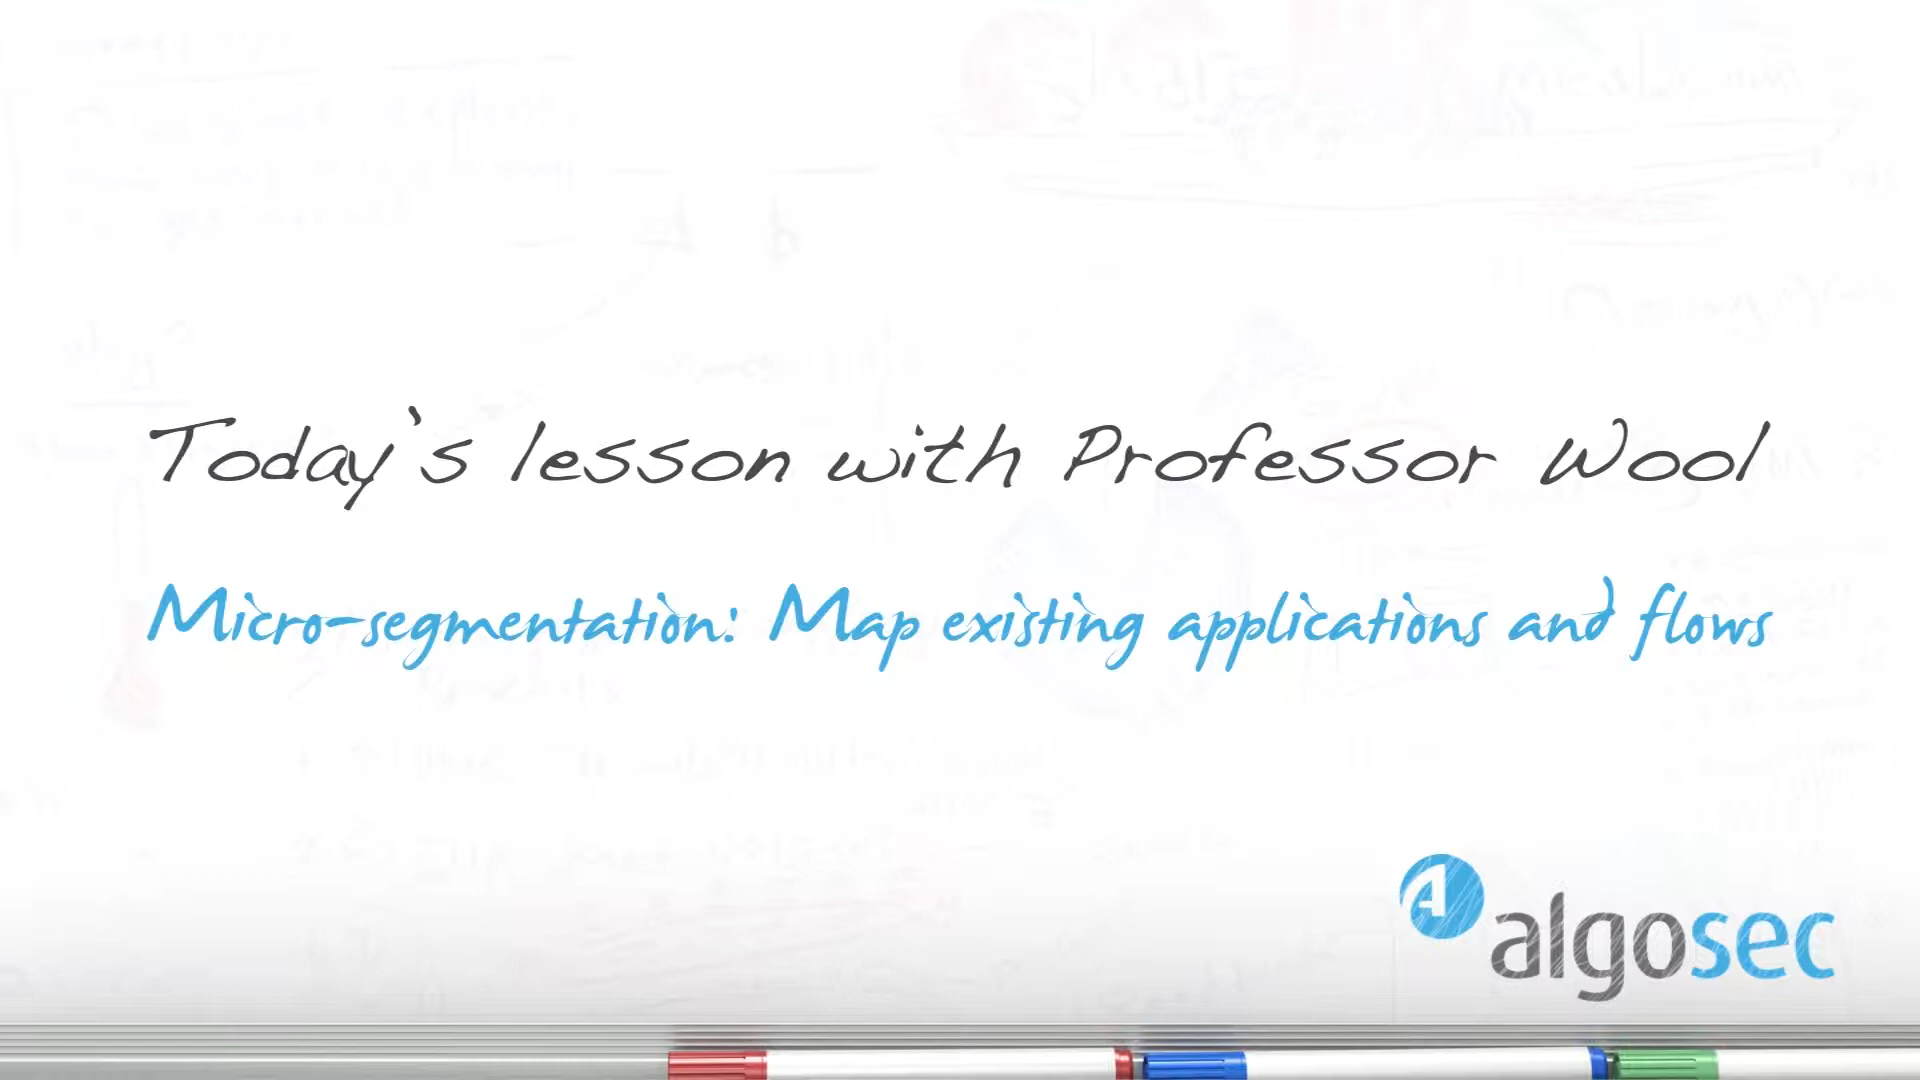 Today's lesson with Professor Wool
Micro-segmentation: Map existing applications and flows
algosec